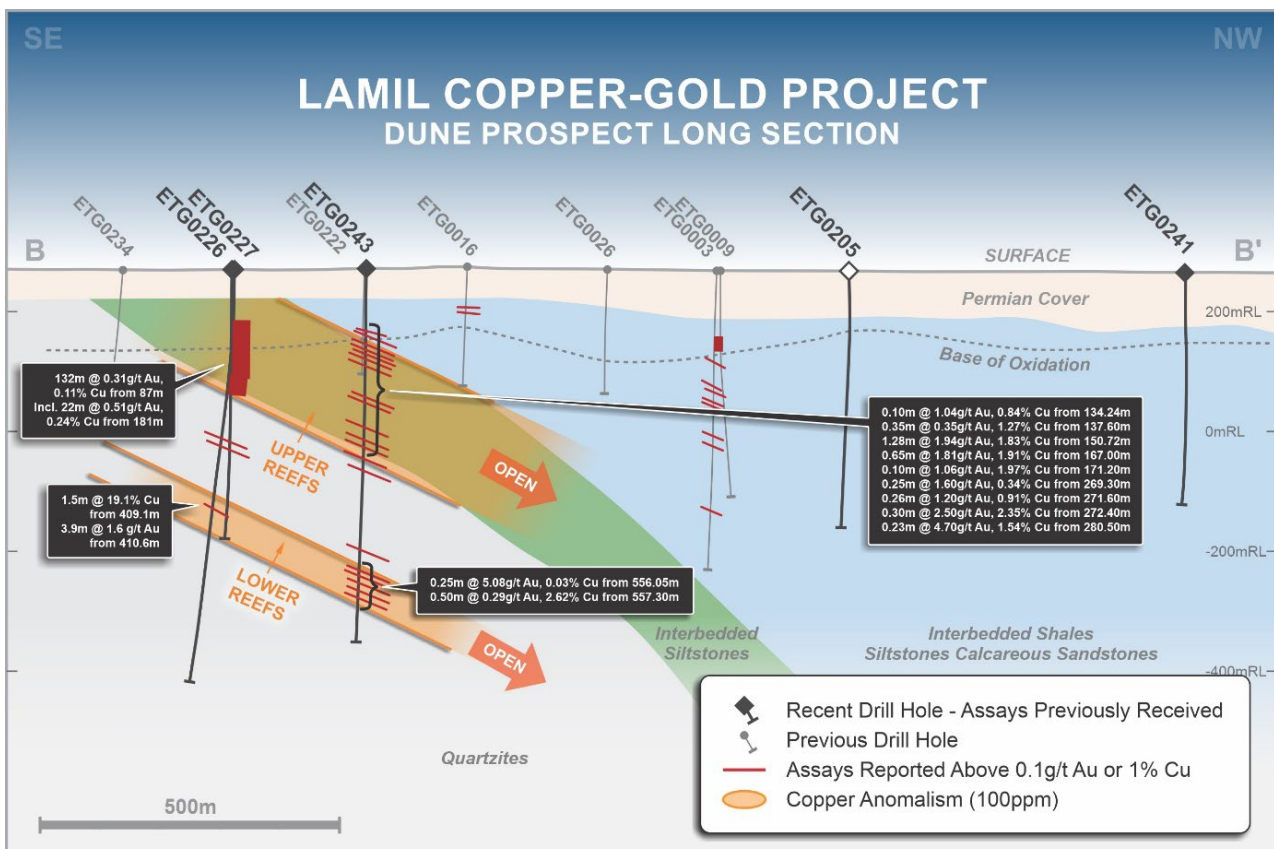 SE
NW
LAMIL COPPER-GOLD PROJECT
DUNE PROSPECT LONG SECTION
ETG0234
ETG0226
ETG0227
ETG0222
ETG0243
ETG0016
ETG0026
ETG0003
ETG0009
ETG0205
ETG0241
B
SURFACE
B'
Permian Cover
200mRL
Base of Oxidation
132m @ 0.31g/t Au,
0.11% Cu from 87m
Incl. 22m @ 0.51g/t Au,
0.24% Cu from 181m
0.10m @ 1.04g/t Au, 0.84% Cu from 134.24m
0.35m @ 0.35g/t Au, 1.27% Cu from 137.60m
1.28m @ 1.94g/t Au, 1.83% Cu from 150.72m
0.65m @ 1.81g/t Au, 1.91% Cu from 167.00m
0.10m @ 1.06g/t Au, 1.97% Cu from 171.20m
0.25m @ 1.60g/t Au, 0.34% Cu from 269.30m
0.26m @ 1.20g/t Au, 0.91% Cu from 271.60m
0.30m @ 2.50g/t Au, 2.35% Cu from 272.40m
0.23m @ 4.70g/t Au, 1.54% Cu from 280.50m
0mRL
UPPER
REEFS
OPEN
1.5m @ 19.1% Cu
from 409.1m
3.9m @ 1.6 g/t Au
from 410.6m
-200mRL
LOWER
REEFS
0.25m @ 5.08g/t Au, 0.03% Cu from 556.05m
0.50m @ 0.29g/t Au, 2.62% Cu from 557.30m
OPEN
Interbedded
Siltstones
Interbedded Shales
Siltstones Calcareous Sandstones
-400mRL
Quartzites
500m
Recent Drill Hole - Assays Previously Received
Previous Drill Hole
Assays Reported Above 0.1g/t Au or 1% Cu
Copper Anomalism (100ppm)